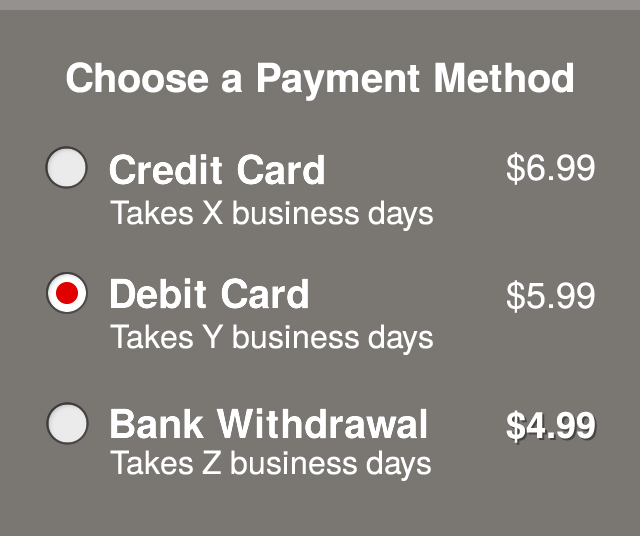 Choose a Payment Method
Credit Card $6.99
Takes X business days
Debit Card $5.99
Takes Y business days
Bank Withdrawal $4.99
Takes Z business days